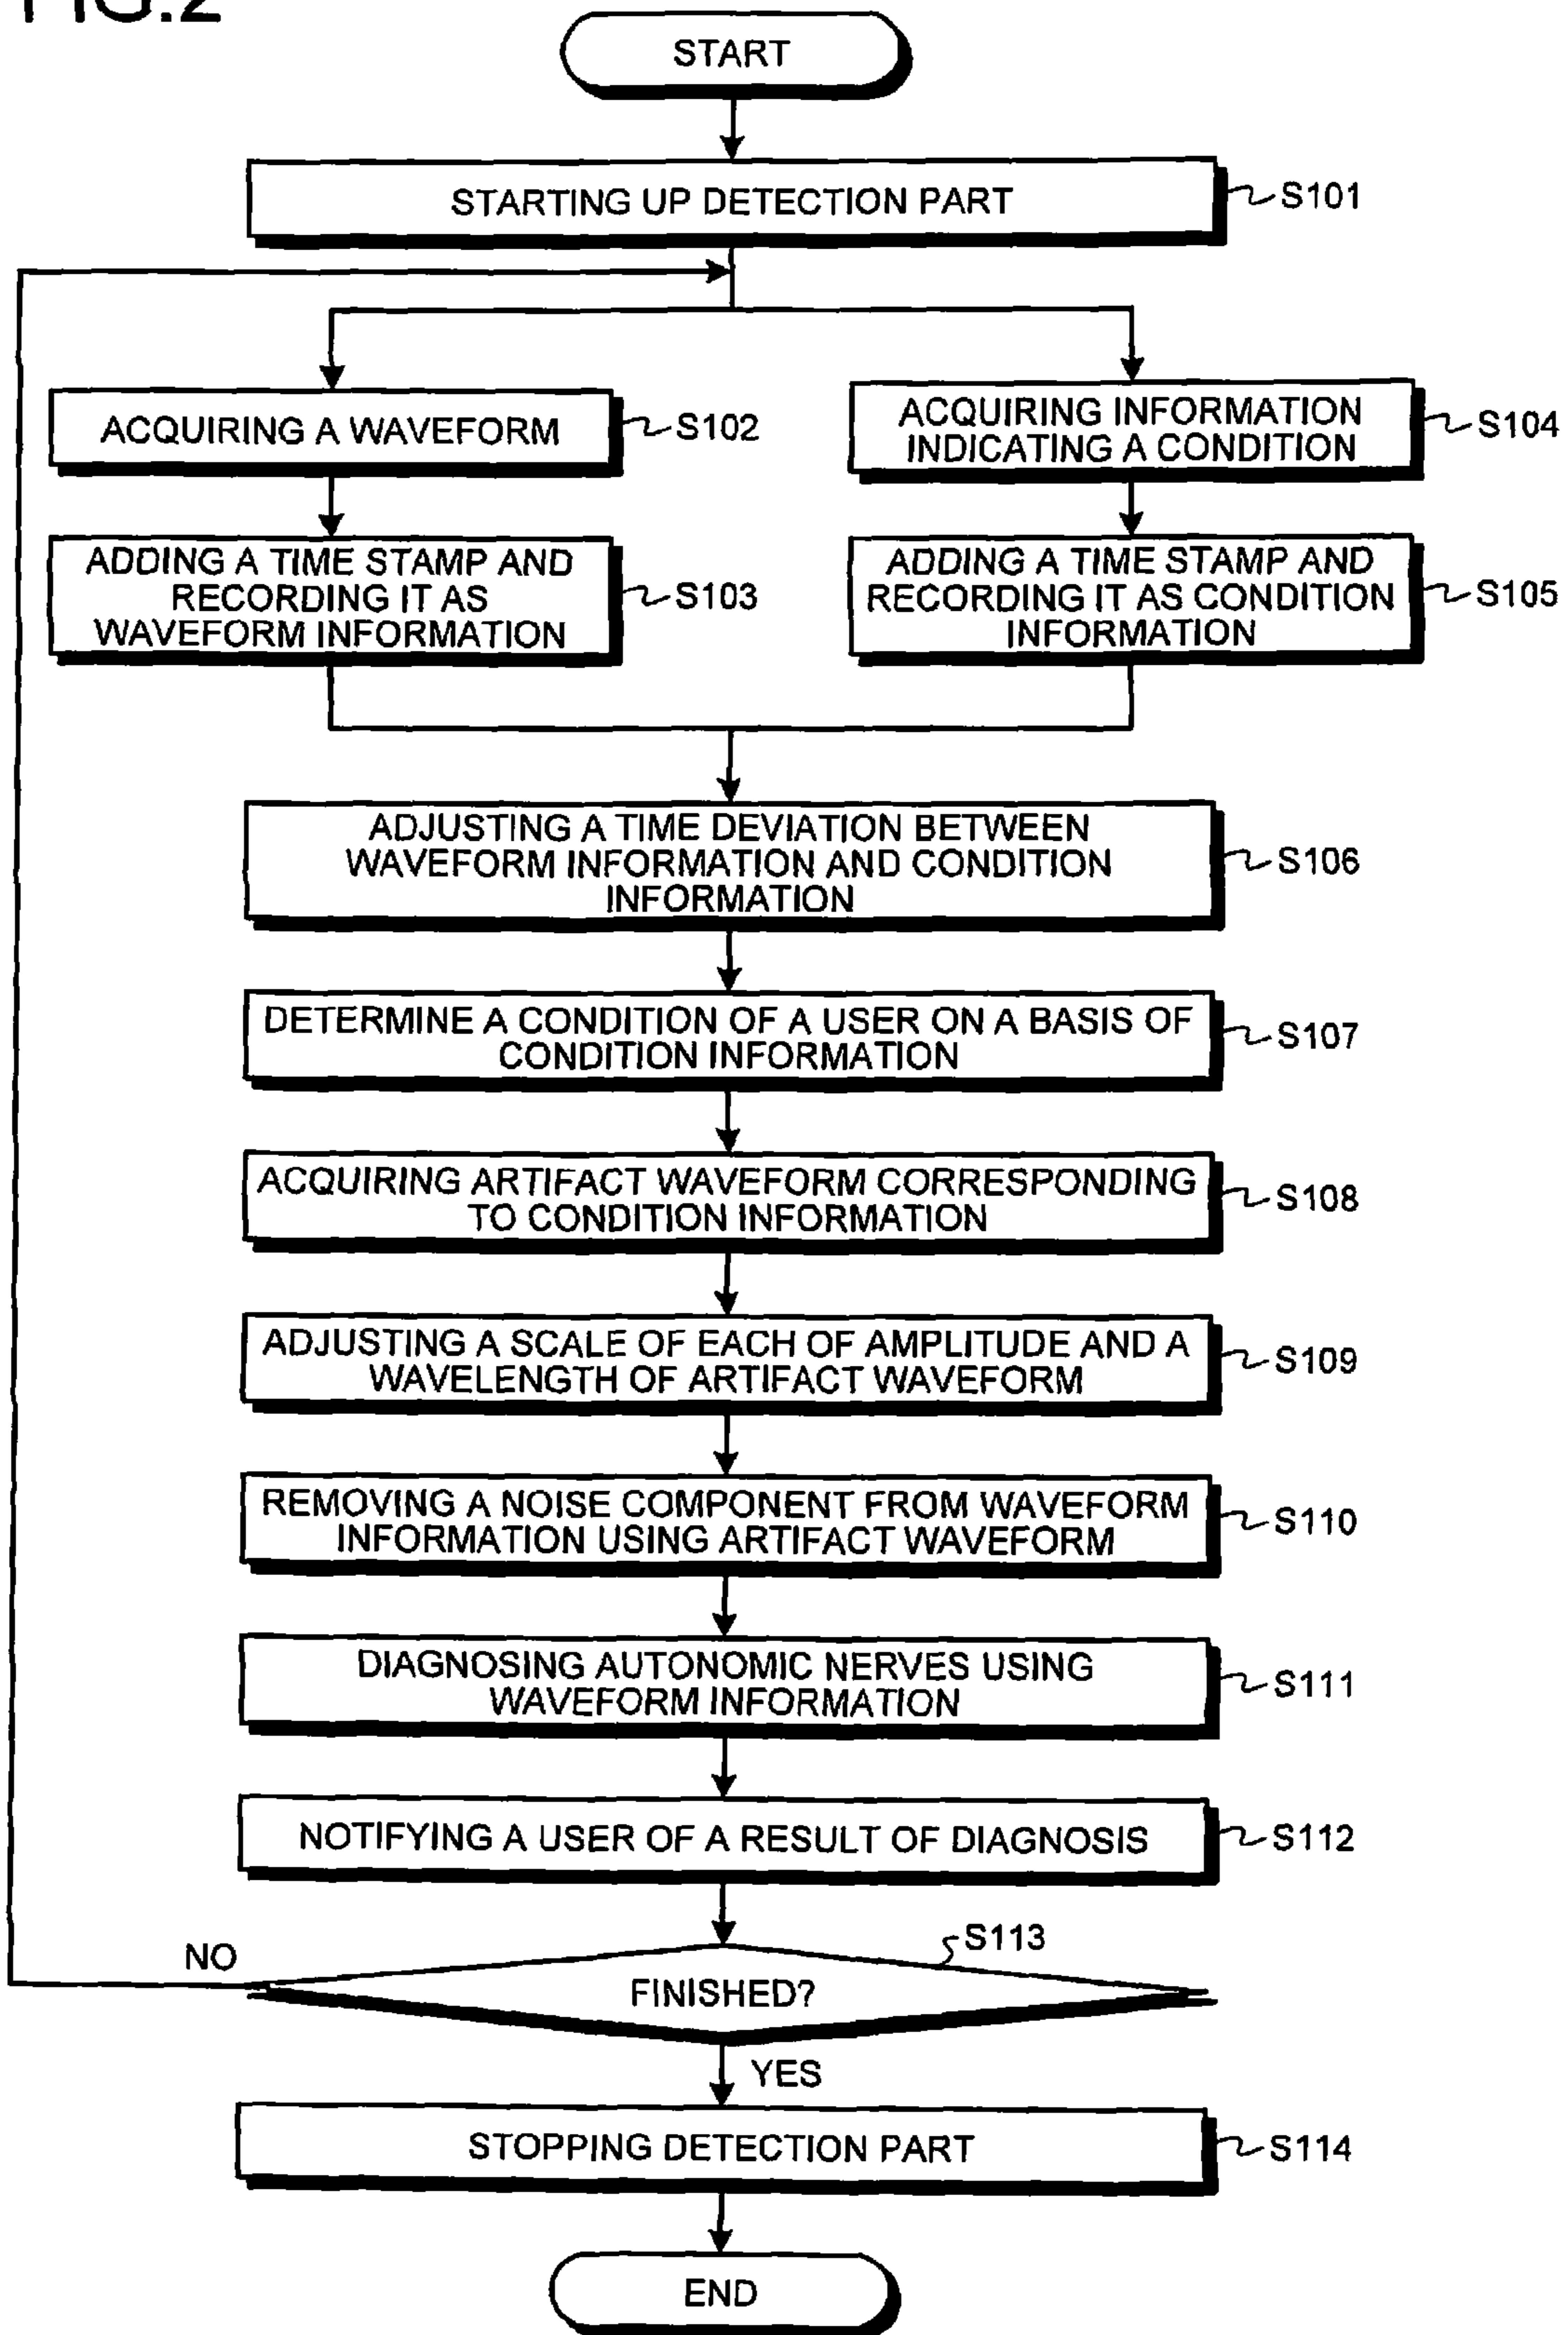 FIG.2
START
STARTING UP DETECTION PART
S101
ACQUIRING A WAVEFORM
S102
ACQUIRING INFORMATION
INDICATING A CONDITION
S104
ADDING A TIME STAMP AND
RECORDING IT AS
WAVEFORM INFORMATION
S103
ADDING A TIME STAMP AND
RECORDING IT AS CONDITION
INFORMATION
S105
ADJUSTING A TIME DEVIATION BETWEEN
WAVEFORM INFORMATION AND CONDITION
INFORMATION
S106
DETERMINE A CONDITION OF A USER ON A BASIS OF
CONDITION INFORMATION
S107
ACQUIRING ARTIFACT WAVEFORM CORRESPONDING
TO CONDITION INFORMATION
S108
ADJUSTING A SCALE OF EACH OF AMPLITUDE AND A
WAVELENGTH OF ARTIFACT WAVEFORM
S109
REMOVING A NOISE COMPONENT FROM WAVEFORM
INFORMATION USING ARTIFACT WAVEFORM
S110
DIAGNOSING AUTONOMIC NERVES USING
WAVEFORM INFORMATION
S111
NOTIFYING A USER OF A RESULT OF DIAGNOSIS
S112
S113
NO
FINISHED?
YES
STOPPING DETECTION PART
S114
END